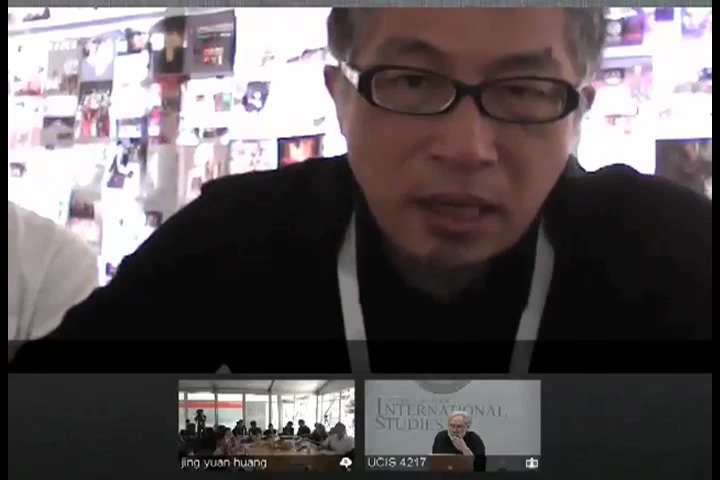 INTERNATIONAL
STUDIES
jing yuan huang
UCIS 4217